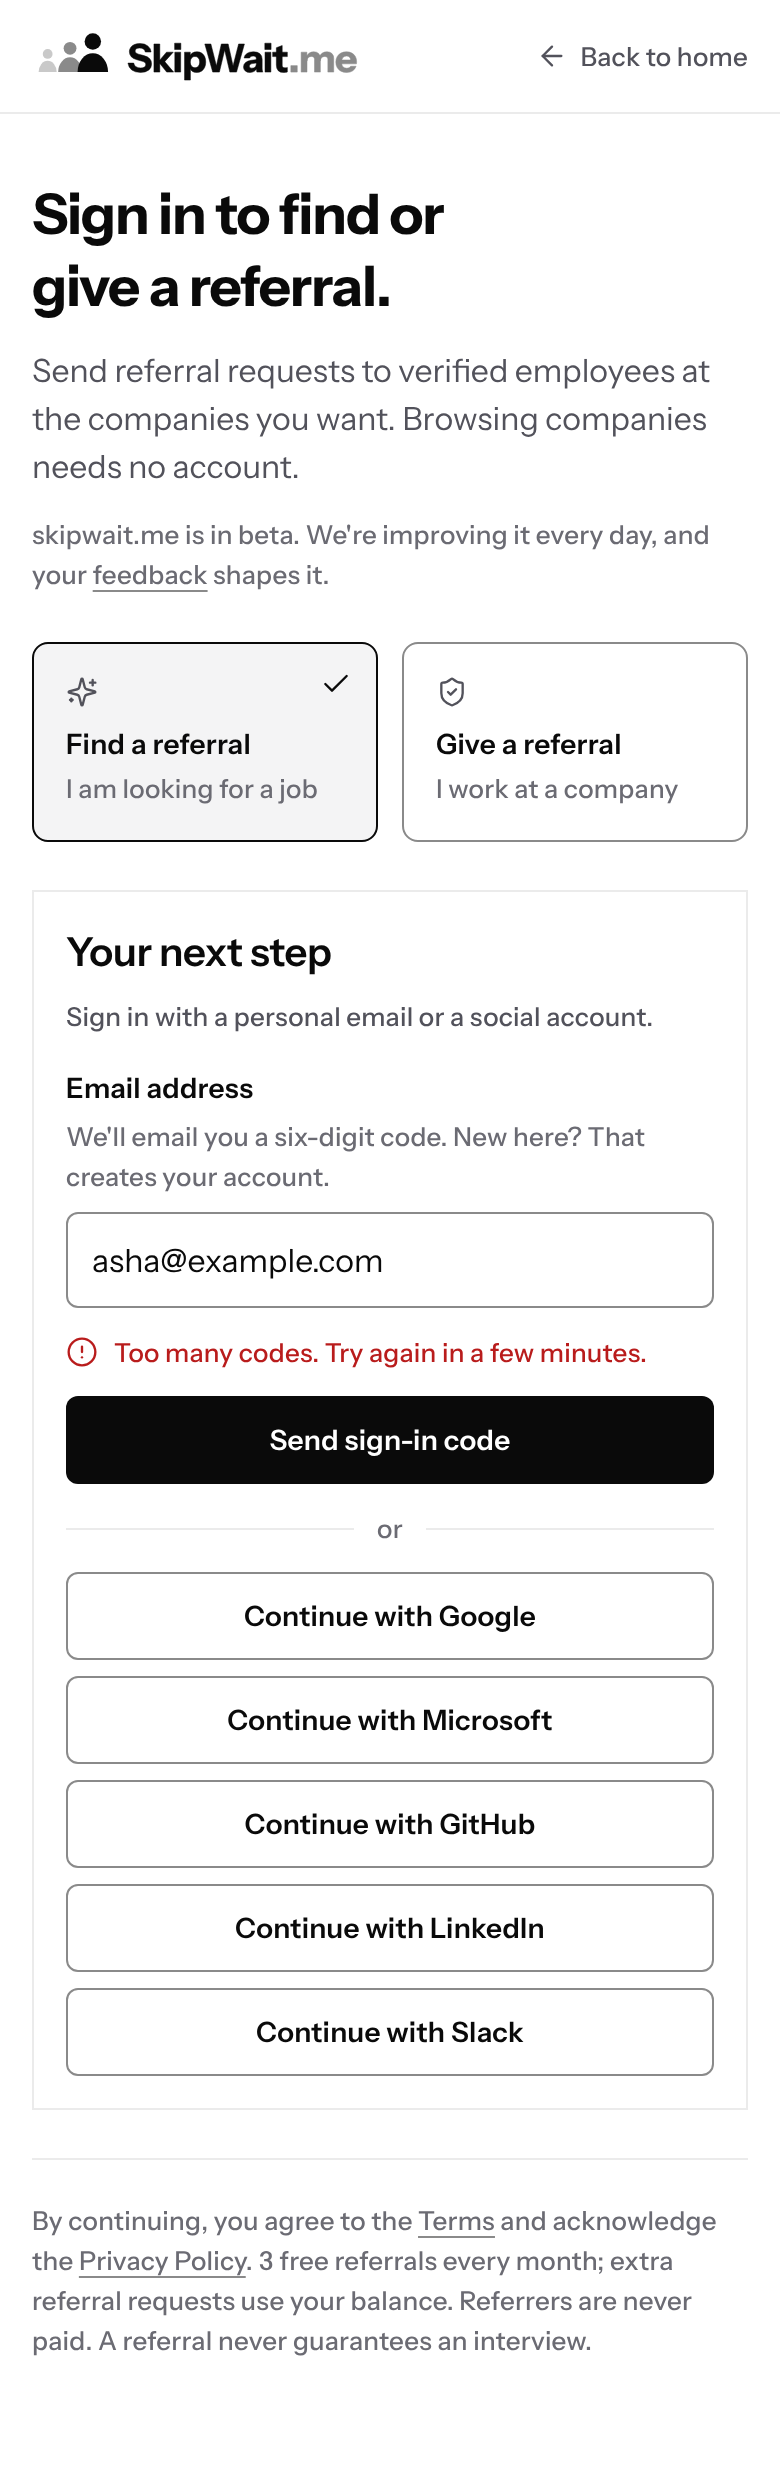 SkipWait.me
Back to home
Sign in to find or
give a referral.
Send referral requests to verified employees at
the companies you want. Browsing companies
needs no account.
skipwait.me is in beta. We're improving it every day, and
your feedback shapes it.
Find a referral
I am looking for a job
Give a referral
I work at a company
Your next step
Sign in with a personal email or a social account.
Email address
We'll email you a six-digit code. New here? That
creates your account.
asha@example.com
Too many codes. Try again in a few minutes.
Send sign-in code
or
Continue with Google
Continue with Microsoft
Continue with GitHub
Continue with LinkedIn
Continue with Slack
By continuing, you agree to the Terms and acknowledge
the Privacy Policy. 3 free referrals every month; extra
referral requests use your balance. Referrers are never
paid. A referral never guarantees an interview.